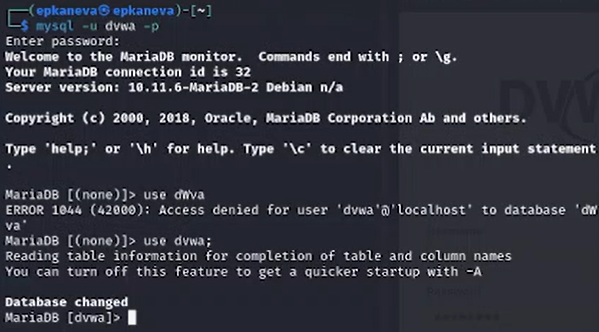 ┌──(epkaneva㉿epkaneva)-[~]
└─$ mysql -u dvwa -p
Enter password:
Welcome to the MariaDB monitor.  Commands end with ; or \g.
Your MariaDB connection id is 32
Server version: 10.11.6-MariaDB-2 Debian n/a

Copyright (c) 2000, 2018, Oracle, MariaDB Corporation Ab and others.

Type 'help;' or '\h' for help. Type '\c' to clear the current input statement
.

MariaDB [(none)]> use dWva
ERROR 1044 (42000): Access denied for user 'dvwa'@'localhost' to database 'dW
va'
MariaDB [(none)]> use dvwa;
Reading table information for completion of table and column names
You can turn off this feature to get a quicker startup with -A

Database changed
MariaDB [dvwa]>
DVW